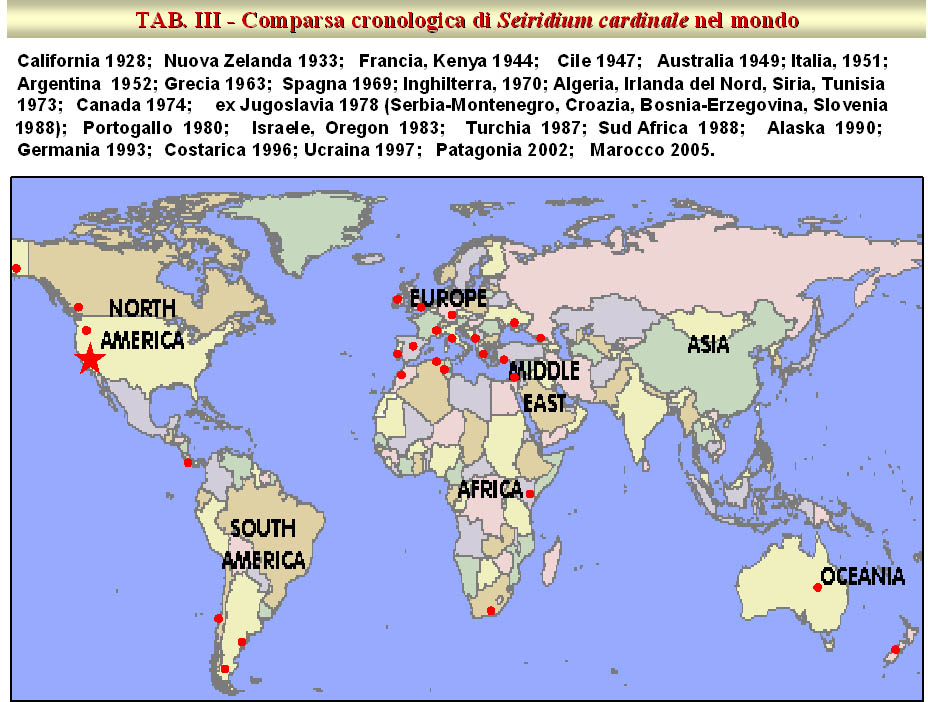 TAB. III - Comparsa cronologica di Seiridium cardinale nel mondo
California 1928; Nuova Zelanda 1933; Francia, Kenya 1944; Cile 1947; Australia 1949; Italia, 1951;
Argentina 1952; Grecia 1963; Spagna 1969; Inghilterra, 1970; Algeria, Irlanda del Nord, Siria, Tunisia
1973; Canada 1974; ex Jugoslavia 1978 (Serbia-Montenegro, Croazia, Bosnia-Erzegovina, Slovenia
1988); Portogallo 1980; Israele, Oregon 1983; Turchia 1987; Sud Africa 1988; Alaska 1990;
Germania 1993; Costarica 1996; Ucraina 1997; Patagonia 2002; Marocco 2005.
NORTH
AMERICA
EUROPE
ASIA
MIDDLE
EAST
AFRICA
SOUTH
AMERICA
OCEANIA